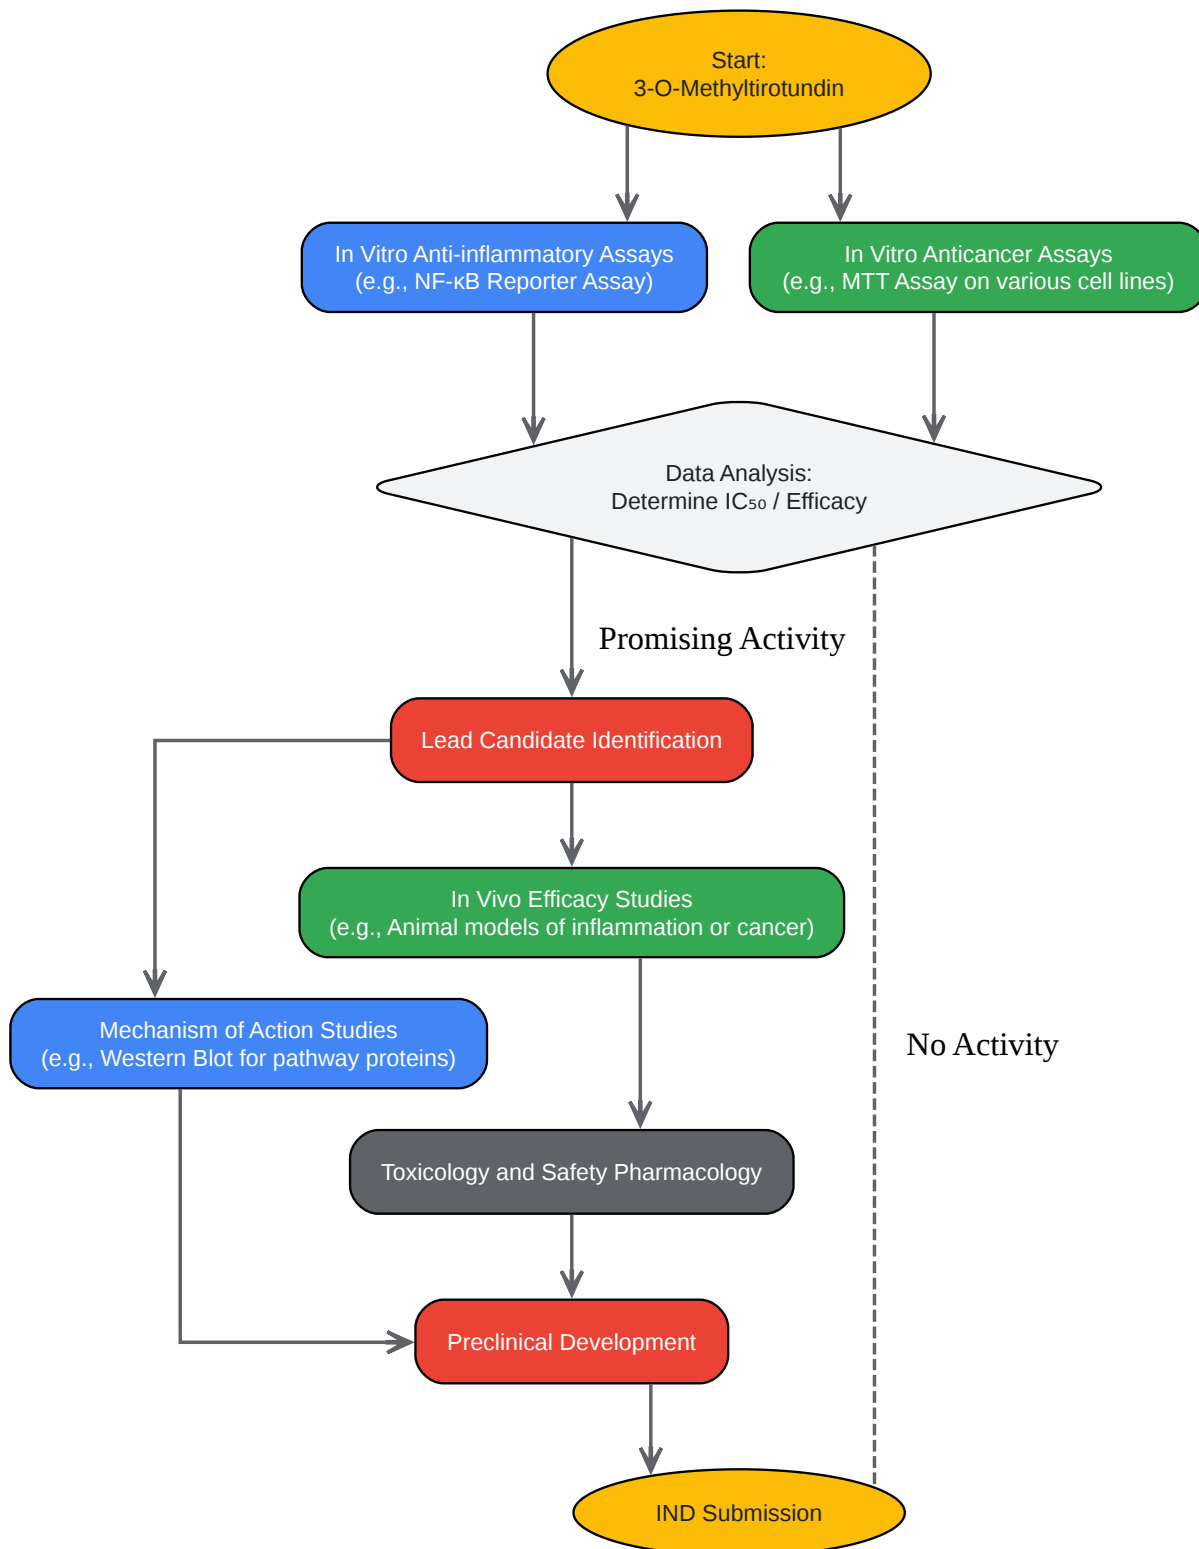 Start:
3-O-Methyltirotundin
In Vitro Anti-inflammatory Assays
(e.g., NF-κB Reporter Assay)
In Vitro Anticancer Assays
(e.g., MTT Assay on various cell lines)
Data Analysis:
Determine IC₅₀ / Efficacy
Promising Activity
Lead Candidate Identification
In Vivo Efficacy Studies
(e.g., Animal models of inflammation or cancer)
Mechanism of Action Studies
(e.g., Western Blot for pathway proteins)
No Activity
Toxicology and Safety Pharmacology
Preclinical Development
IND Submission